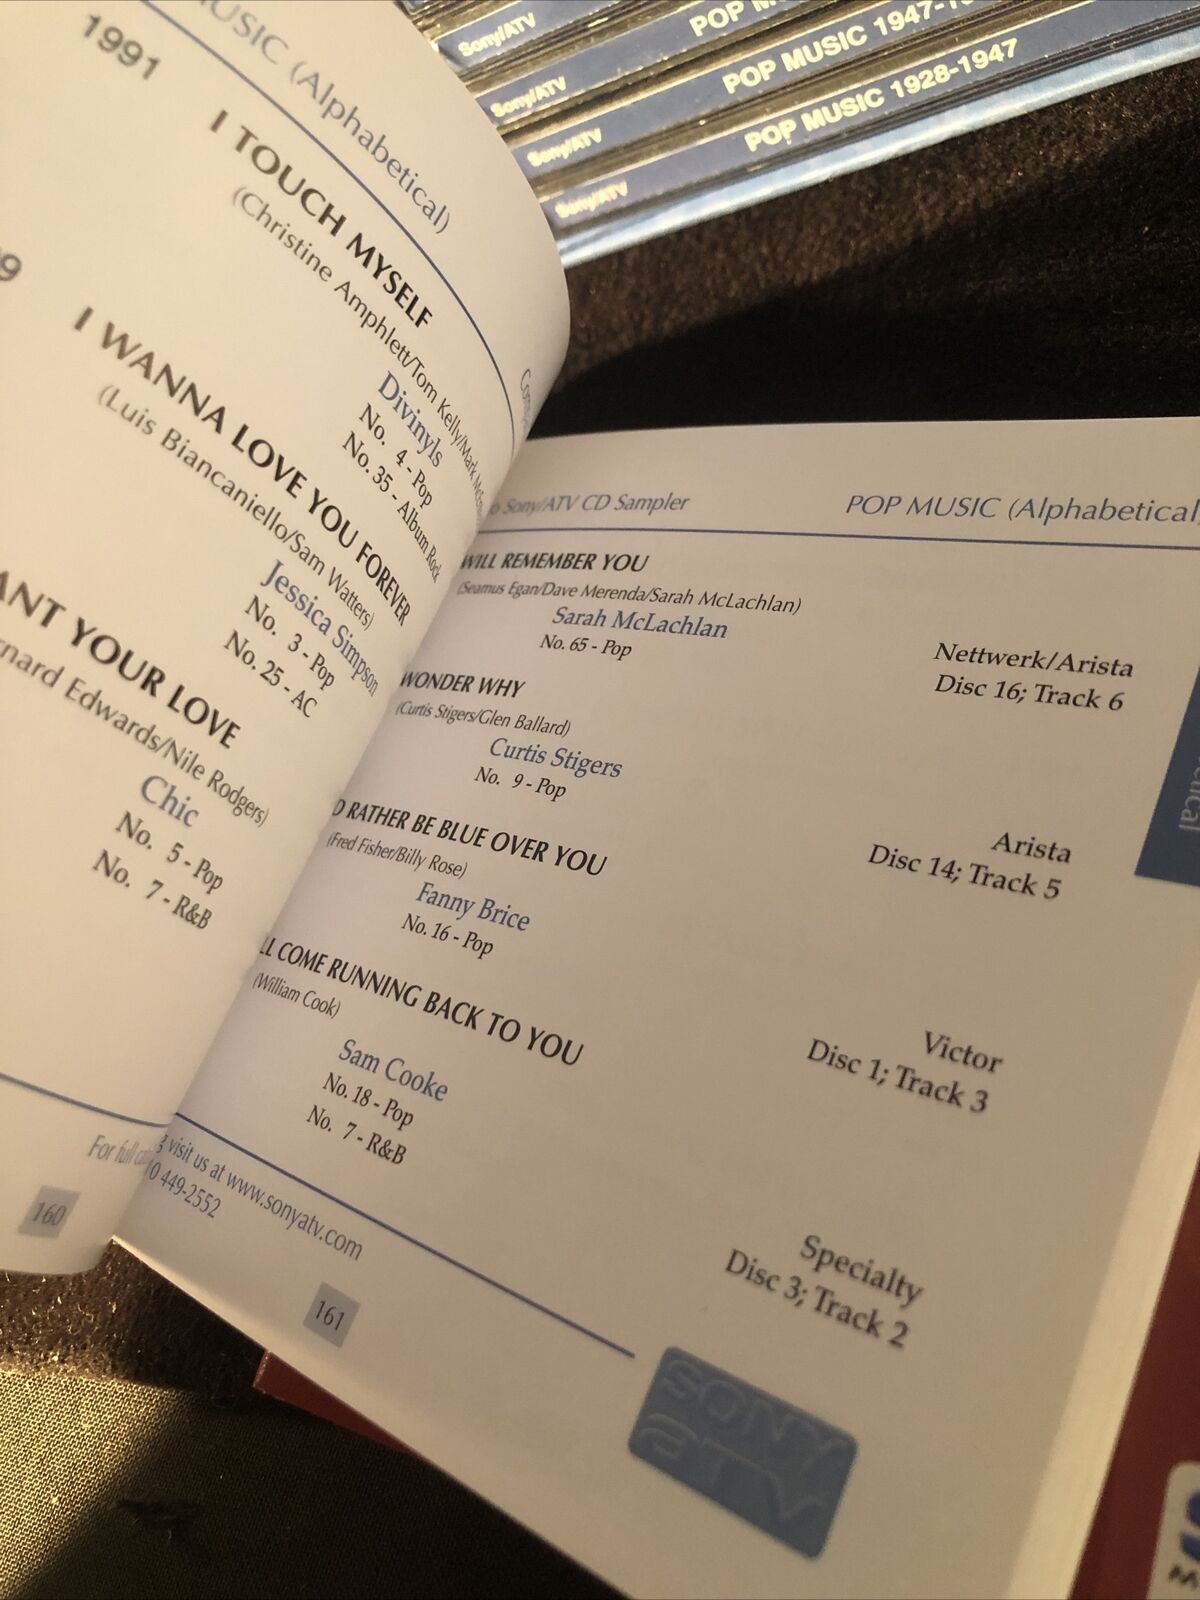 Sony/ATV
POP M
Sony/ATV
POP MUSIC 1947-1
Sony/ATV
POP MUSIC 1928-1947
Sony/ATV
MUSIC (Alphabetical)
1991
I TOUCH MYSELF
(Christine Amphlett/Tom Kelly/Mark
Divinyls
No. 4 - Pop
No. 35 - Album Rock
9
I WANNA LOVE YOU FOREVER
(Luis Biancaniello/Sam Watters)
Jessica Simpson
No. 3 - Pop
No. 25 - AC
ANT YOUR LOVE
rnard Edwards/Nile Rodgers)
Chic
No. 5 - Pop
No. 7 - R&B
For full
160
o Sony/ATV CD Sampler
POP MUSIC (Alphabetical
WILL REMEMBER YOU
(Seamus Egan/Dave Merenda/Sarah McLachlan)
Sarah McLachlan
No. 65 - Pop
Nettwerk/Arista
Disc 16; Track 6
WONDER WHY
(Curtis Stigers/Glen Ballard)
Curtis Stigers
No. 9 - Pop
Arista
Disc 14; Track 5
D RATHER BE BLUE OVER YOU
(Fred Fisher/Billy Rose)
Fanny Brice
No. 16 - Pop
Victor
Disc 1; Track 3
LL COME RUNNING BACK TO YOU
(William Cook)
Sam Cooke
No. 18 - Pop
No. 7 - R&B
Specialty
Disc 3; Track 2
g visit us at www.sonyatv.com
0 449-2552
161
SONY
aTV